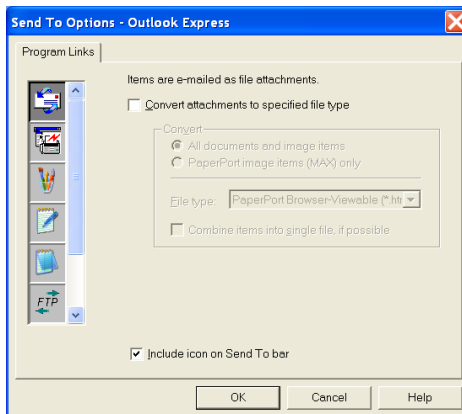 Send To Options - Outlook Express
Program Links
Items are e-mailed as file attachments.
Convert attachments to specified file type
Convert
All documents and image items
PaperPort image items (MAX) only
File type: PaperPort Browser-Viewable (*.htm
Combine items into single file, if possible
FTP
Include icon on Send To bar
OK Cancel Help